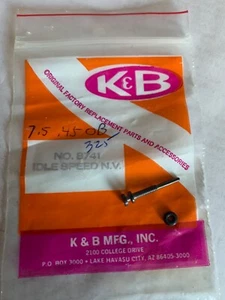 K&B
ORIGINAL FACTORY REPLACEMENT PARTS AND ACCESSORIES
7.5 .45 OB
325
NO. 8741
IDLE SPEED N.V.
K & B MFG., INC.
2100 COLLEGE DRIVE
P.O. BOX 3000 • LAKE HAVASU CITY, AZ 86405-3000